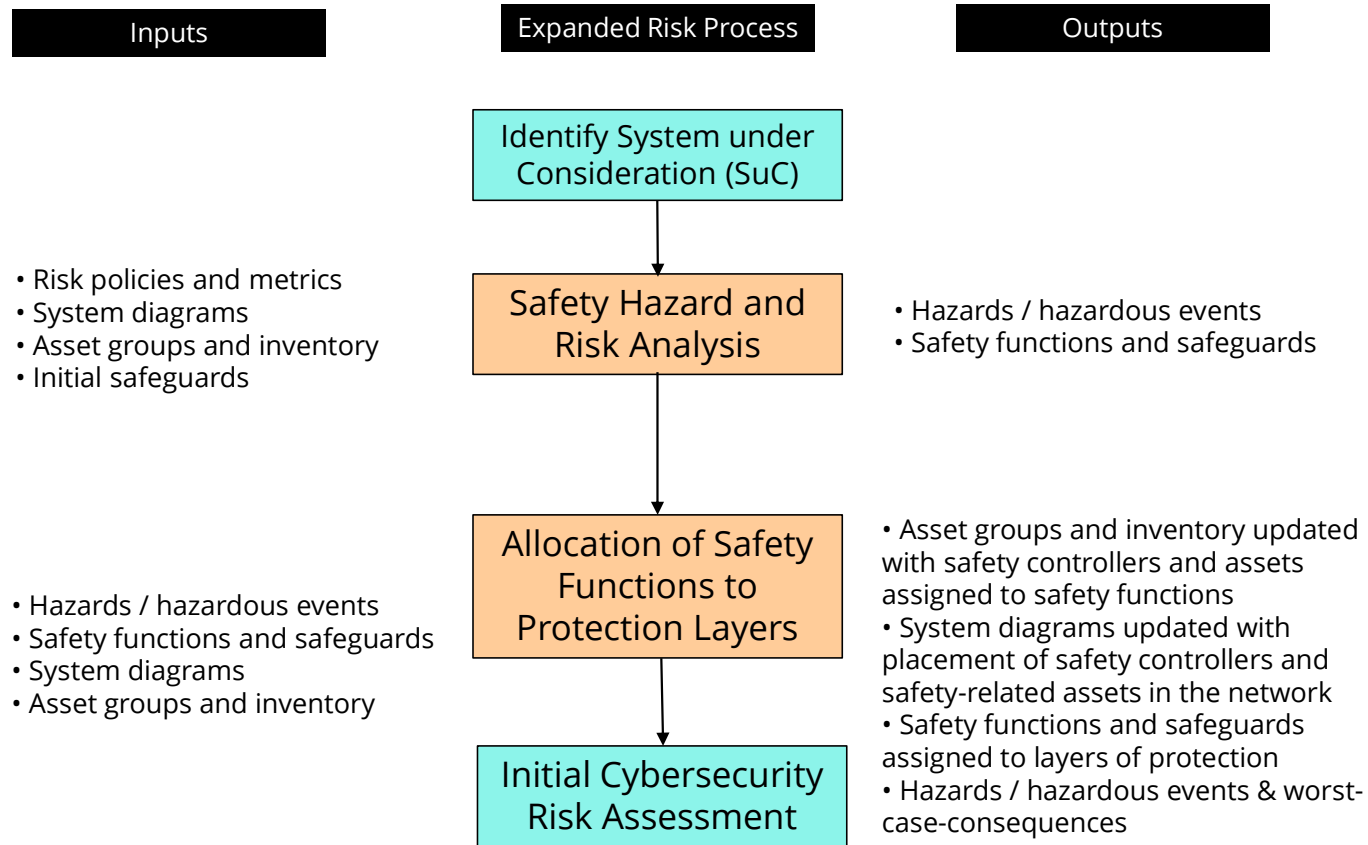 Inputs
Expanded Risk Process
Outputs
Identify System under
Consideration (SuC)
• Risk policies and metrics
• System diagrams
• Asset groups and inventory
• Initial safeguards
Safety Hazard and
Risk Analysis
• Hazards / hazardous events
• Safety functions and safeguards
• Hazards / hazardous events
• Safety functions and safeguards
• System diagrams
• Asset groups and inventory
Allocation of Safety
Functions to
Protection Layers
• Asset groups and inventory updated
with safety controllers and assets
assigned to safety functions
• System diagrams updated with
placement of safety controllers and
safety-related assets in the network
• Safety functions and safeguards
assigned to layers of protection
• Hazards / hazardous events & worst-
case-consequences
Initial Cybersecurity
Risk Assessment